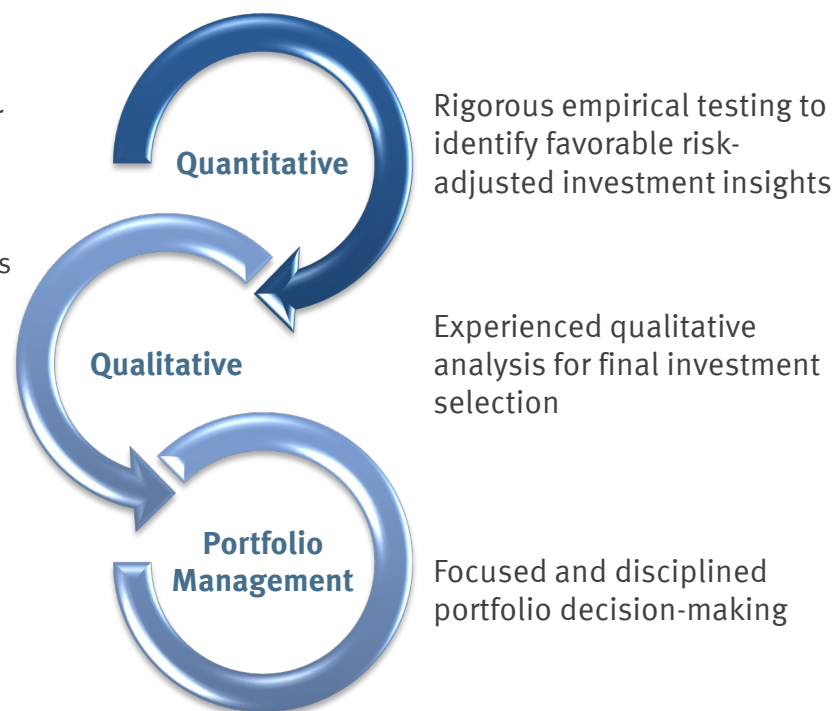 Quantitative
Rigorous empirical testing to
identify favorable risk-
adjusted investment insights
s
Qualitative
Experienced qualitative
analysis for final investment
selection
Portfolio
Management
Focused and disciplined
portfolio decision-making